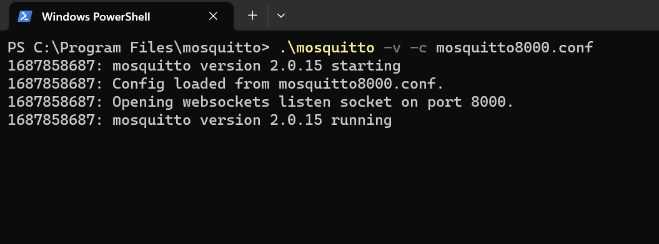 Windows PowerShell
PS C:\Program Files\mosquitto> .\mosquitto -v -c mosquitto8000.conf
1687858687: mosquitto version 2.0.15 starting
1687858687: Config loaded from mosquitto8000.conf.
1687858687: Opening websockets listen socket on port 8000.
1687858687: mosquitto version 2.0.15 running